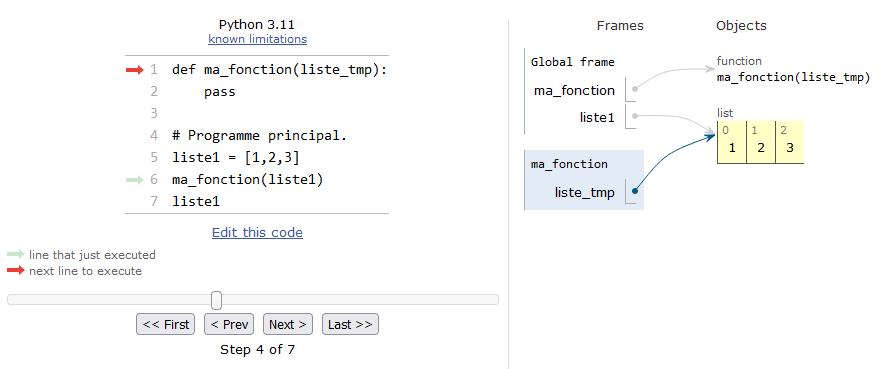 Python 3.11
known limitations
1 def ma_fonction(liste_tmp):
2     pass
3
4 # Programme principal.
5 liste1 = [1,2,3]
6 ma_fonction(liste1)
7 liste1
Edit this code
line that just executed
next line to execute
<< First < Prev Next > Last >>
Step 4 of 7
Frames Objects
Global frame
ma_fonction
liste1
function
ma_fonction(liste_tmp)
list
0 1 2
1 2 3
ma_fonction
liste_tmp